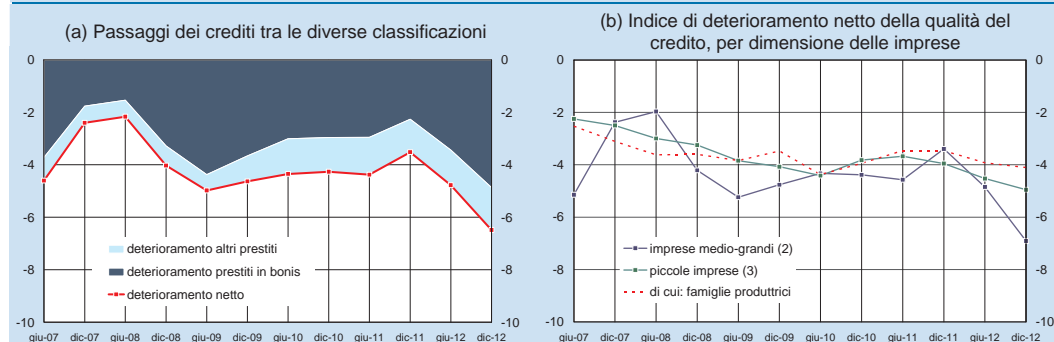 (a) Passaggi dei crediti tra le diverse classificazioni
0
-2
-4
-6
-8
-10
deterioramento altri prestiti
deterioramento prestiti in bonis
deterioramento netto
giu-07 dic-07 giu-08 dic-08 giu-09 dic-09 giu-10 dic-10 giu-11 dic-11 giu-12 dic-12
(b) Indice di deterioramento netto della qualità del
credito, per dimensione delle imprese
0
-2
-4
-6
-8
-10
0
-2
-4
-6
-8
-10
imprese medio-grandi (2)
piccole imprese (3)
di cui: famiglie produttrici
giu-07 dic-07 giu-08 dic-08 giu-09 dic-09 giu-10 dic-10 giu-11 dic-11 giu-12 dic-12
0
-2
-4
-6
-8
-10